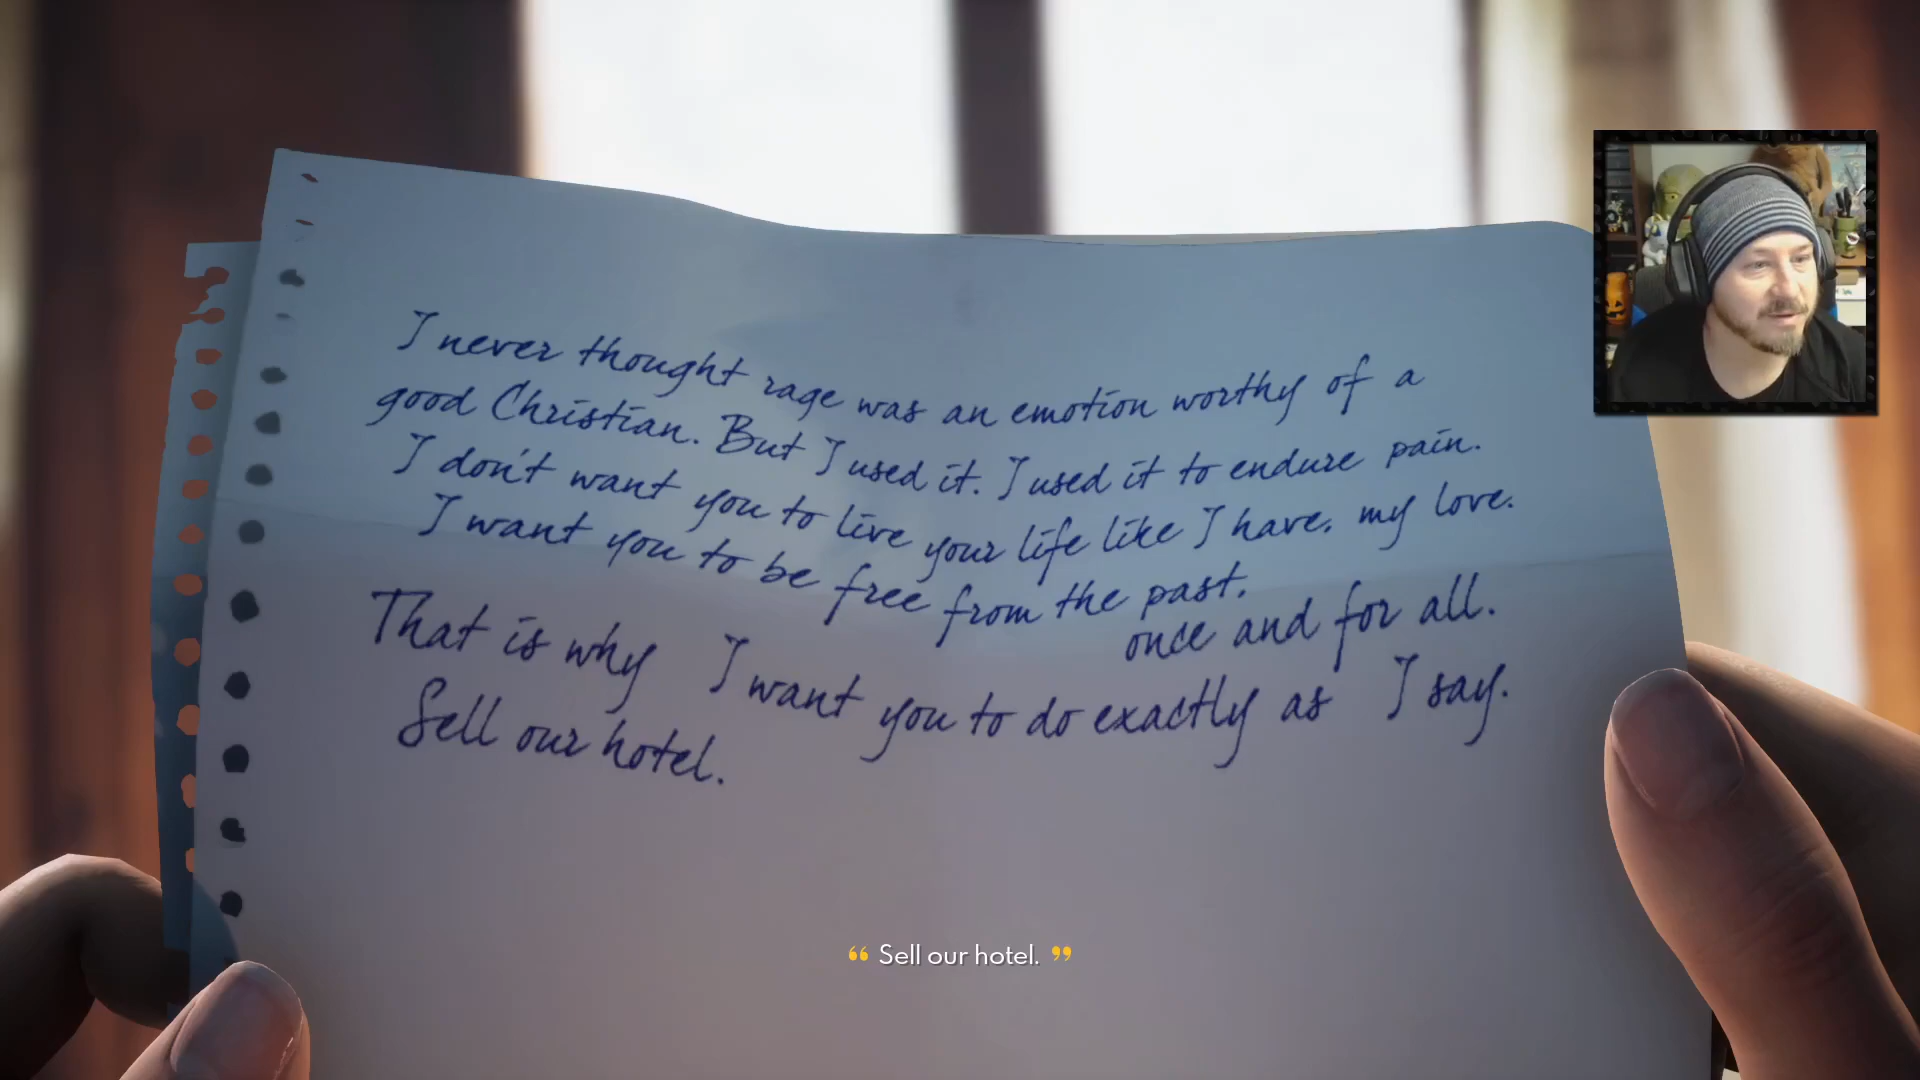 I never thought rage was an emotion worthy of a
good Christian. But I used it. I used it to endure pain.
I don't want you to live your life like I have, my love.
I want you to be free from the past,
once and for all.
That is why I want you to do exactly as I say.
Sell our hotel.
“ Sell our hotel. ”